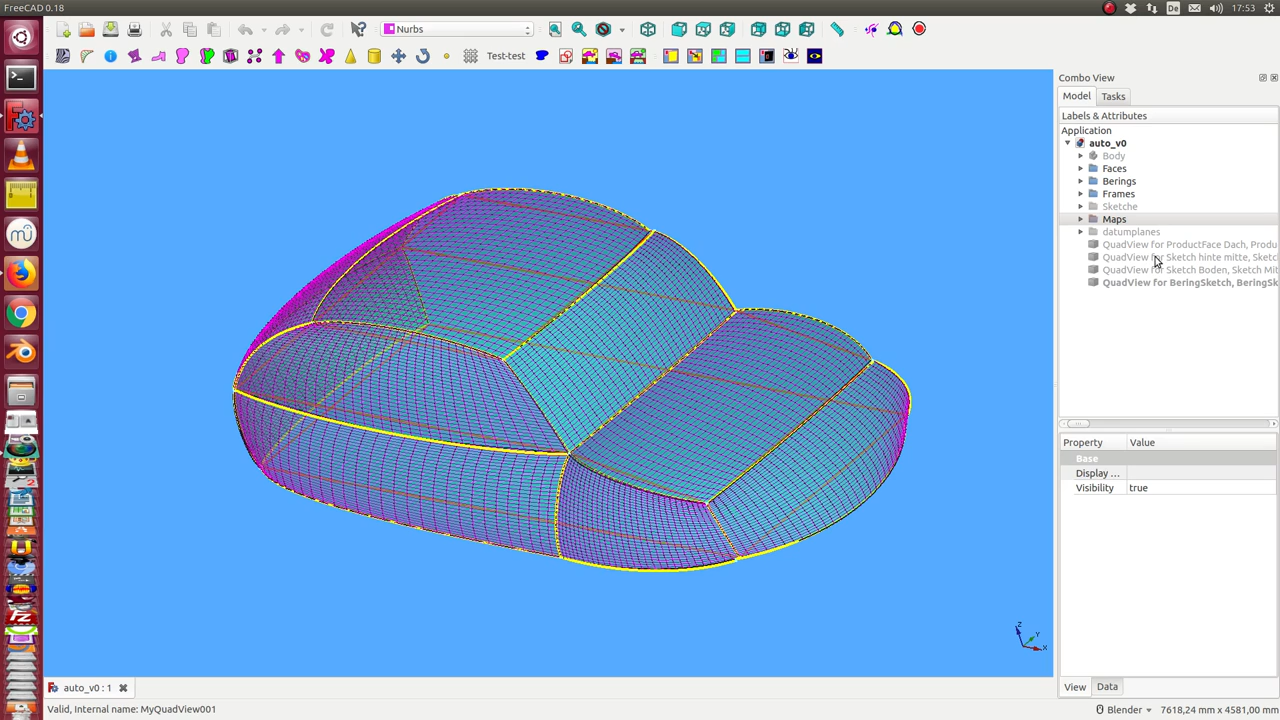 FreeCAD 0.18
De
17:53
Nurbs
Test-test
Combo View
Model
Tasks
Labels & Attributes
Application
auto_v0
Body
Faces
Berings
Frames
Sketche
Maps
datumplanes
QuadView for ProductFace Dach, Produ
QuadView for Sketch hinte mitte, Sketc
QuadView for Sketch Boden, Sketch Mit
QuadView for BeringSketch, BeringSk
Property
Value
Base
Display ...
Visibility
true
Z
Y
X
auto_v0 : 1
View
Data
Valid, Internal name: MyQuadView001
Blender
7618,24 mm x 4581,00 mm